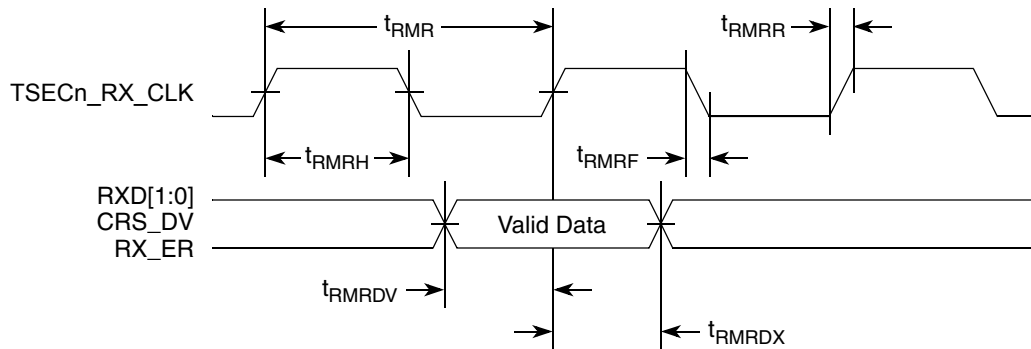 tRMR
tRMRR
TSECn_RX_CLK
tRMRH
tRMRF
RXD[1:0]
CRS_DV
Valid Data
RX_ER
tRMRDV
tRMRDX